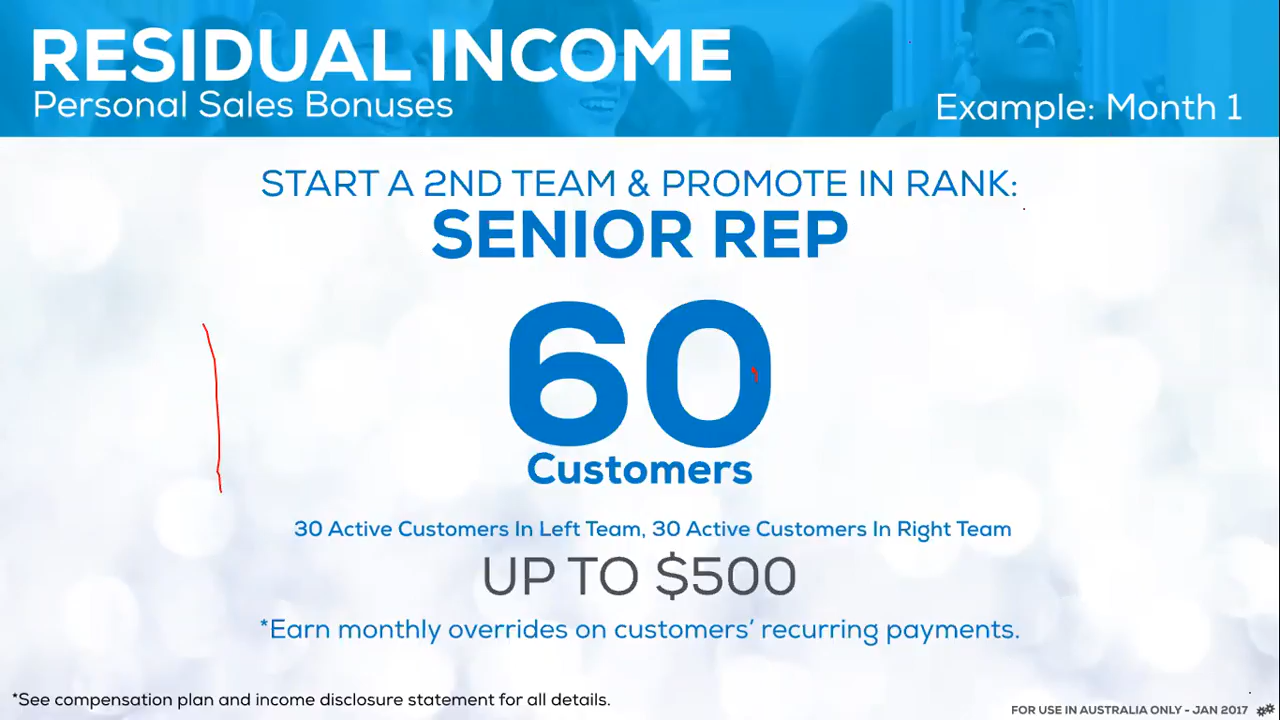 RESIDUAL INCOME
Personal Sales Bonuses
Example: Month 1
START A 2ND TEAM & PROMOTE IN RANK:
SENIOR REP
60
Customers
30 Active Customers In Left Team, 30 Active Customers In Right Team
UP TO $500
*Earn monthly overrides on customers’ recurring payments.
*See compensation plan and income disclosure statement for all details.
FOR USE IN AUSTRALIA ONLY - JAN 2017